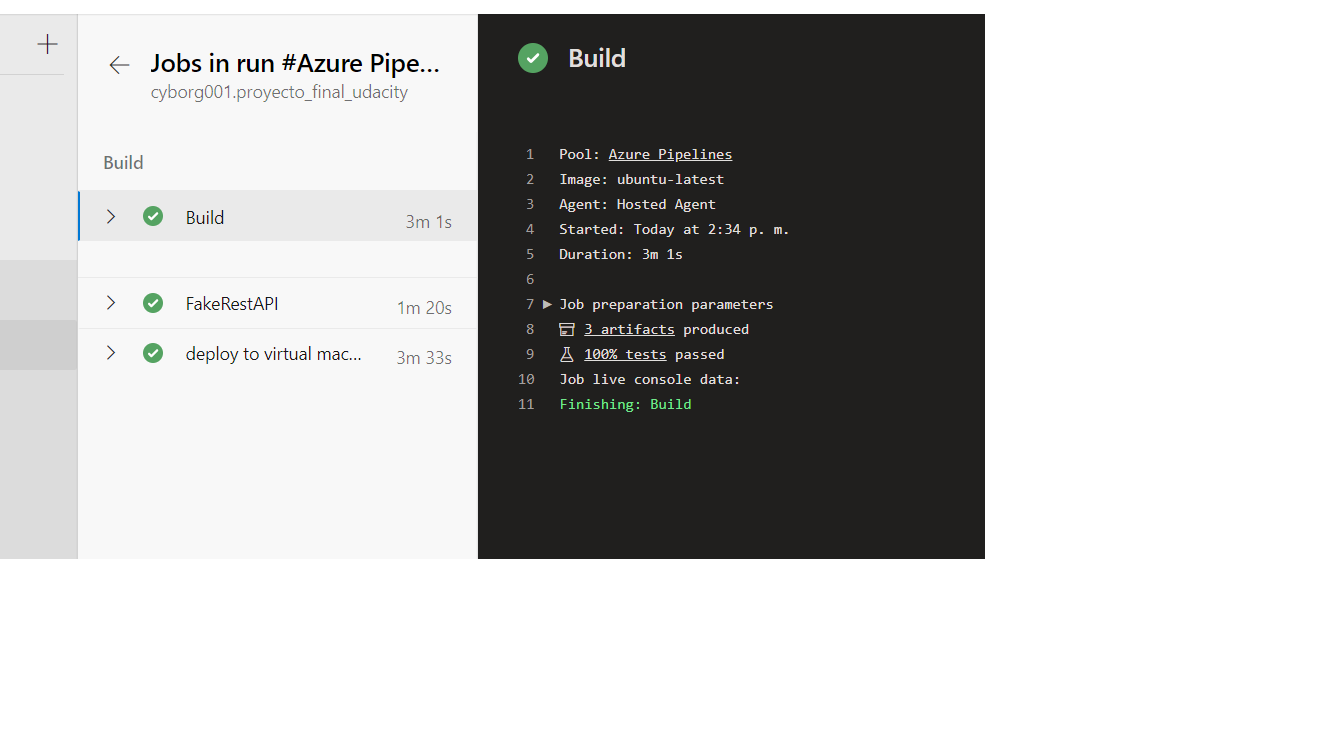 Jobs in run #Azure Pipe...
cyborg001.proyecto_final_udacity
Build
Build 3m 1s
FakeRestAPI 1m 20s
deploy to virtual mac... 3m 33s
Build
1 Pool: Azure Pipelines
2 Image: ubuntu-latest
3 Agent: Hosted Agent
4 Started: Today at 2:34 p. m.
5 Duration: 3m 1s
6
7 Job preparation parameters
8 3 artifacts produced
9 100% tests passed
10 Job live console data:
11 Finishing: Build